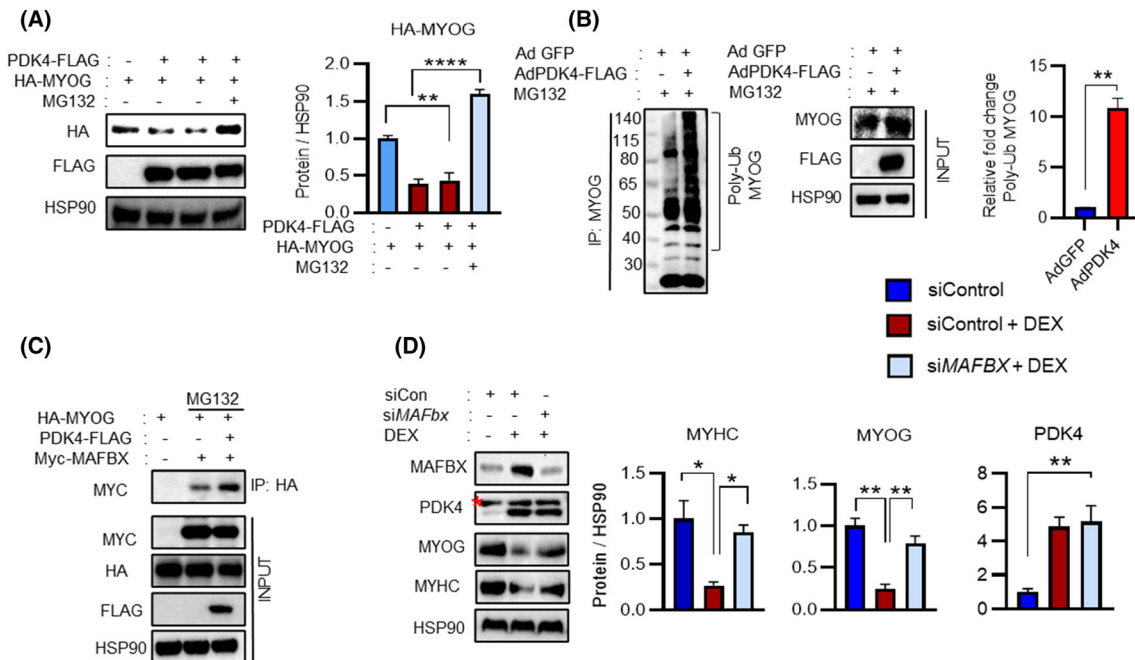 (A)
HA-MYOG
PDK4-FLAG : - + + +
HA-MYOG : + + + +
MG132 : - - - +
HA
FLAG
HSP90
Protein / HSP90
2.0
1.5
1.0
0.5
0.0
****
**
PDK4-FLAG : - + + +
HA-MYOG : + + + +
MG132 : - - - +
(B)
Ad GFP : + +
AdPDK4-FLAG : - +
MG132 : + +
IP: MYOG
140
115
80
65
50
40
30
Poly-Ub
MYOG
Ad GFP : + +
AdPDK4-FLAG : - +
MG132 : + +
MYOG
FLAG
HSP90
INPUT
Relative fold change
Poly-Ub MYOG
15
10
5
0
**
AdGFP
AdPDK4
siControl
siControl + DEX
siMAFBX + DEX
(C)
MG132
HA-MYOG : + + +
PDK4-FLAG : - - +
Myc-MAFBX : - + +
MYC
IP: HA
MYC
HA
FLAG
HSP90
INPUT
(D)
siCon + + -
siMAFbx - - +
DEX - + +
MAFBX
*
PDK4
MYOG
MYHC
HSP90
Protein / HSP90
MYHC
1.5
1.0
0.5
0.0
*
*
MYOG
1.5
1.0
0.5
0.0
**
**
PDK4
8
6
4
2
0
**